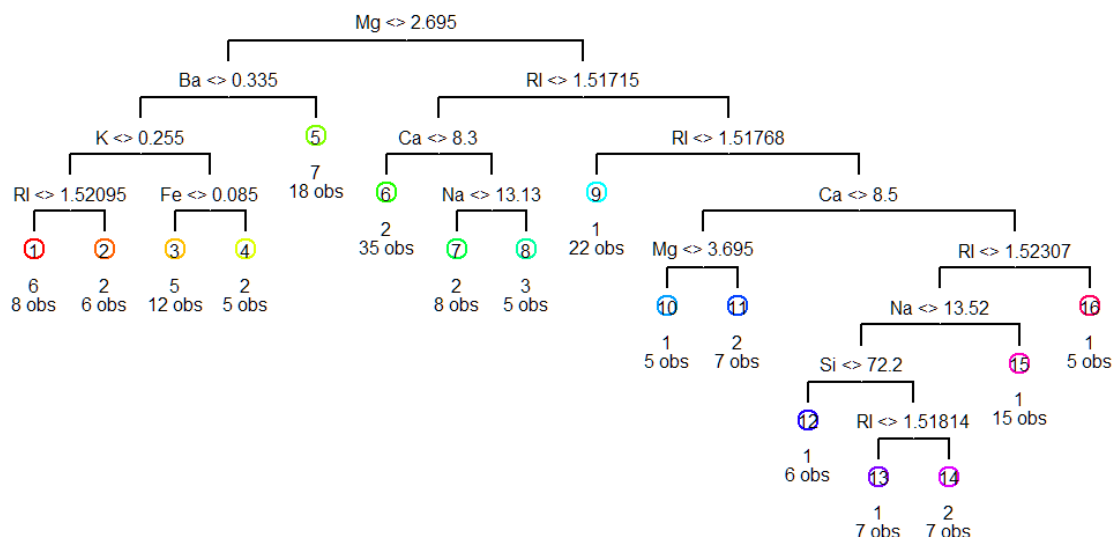 Mg <> 2.695
Ba <> 0.335
RI <> 1.51715
K <> 0.255
5
7
18 obs
Ca <> 8.3
RI <> 1.51768
RI <> 1.52095
Fe <> 0.085
6
2
35 obs
Na <> 13.13
9
1
22 obs
Ca <> 8.5
1
6
8 obs
2
2
6 obs
3
5
12 obs
4
2
5 obs
7
2
8 obs
8
3
5 obs
Mg <> 3.695
RI <> 1.52307
10
1
5 obs
11
2
7 obs
Na <> 13.52
16
1
5 obs
Si <> 72.2
15
1
15 obs
12
1
6 obs
RI <> 1.51814
13
1
7 obs
14
2
7 obs